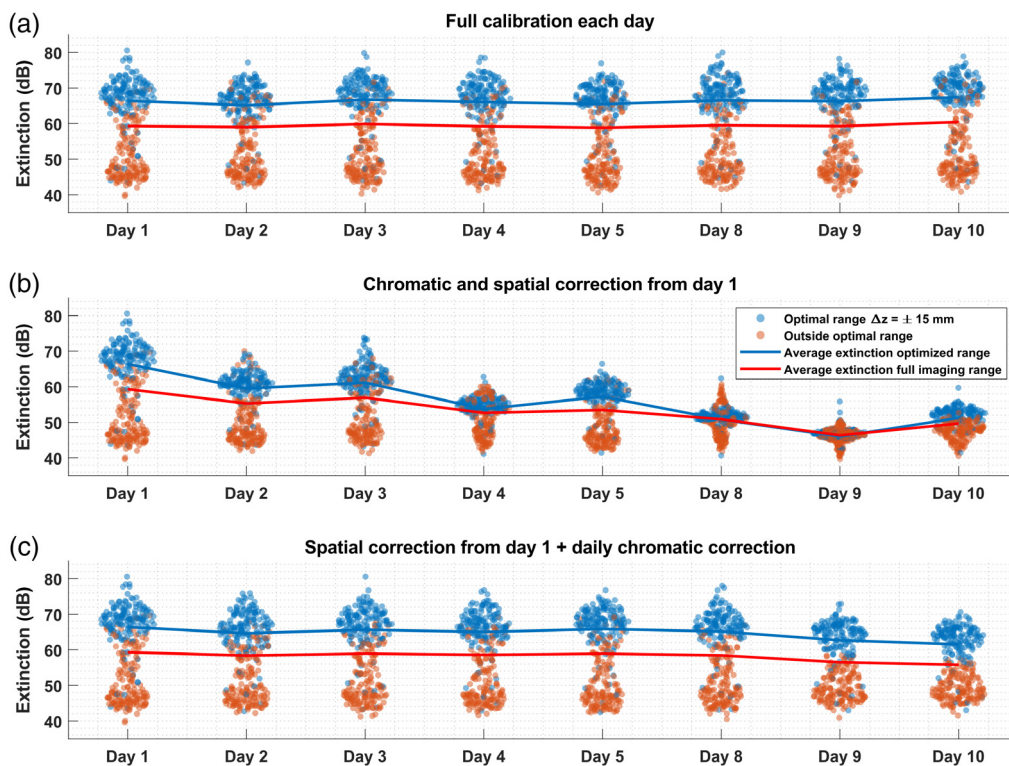 (a)
Full calibration each day
Extinction (dB)
80
70
60
50
40
Day 1 Day 2 Day 3 Day 4 Day 5 Day 8 Day 9 Day 10
(b)
Chromatic and spatial correction from day 1
Extinction (dB)
80
70
60
50
40
Optimal range Δz = ± 15 mm
Outside optimal range
Average extinction optimized range
Average extinction full imaging range
Day 1 Day 2 Day 3 Day 4 Day 5 Day 8 Day 9 Day 10
(c)
Spatial correction from day 1 + daily chromatic correction
Extinction (dB)
80
70
60
50
40
Day 1 Day 2 Day 3 Day 4 Day 5 Day 8 Day 9 Day 10